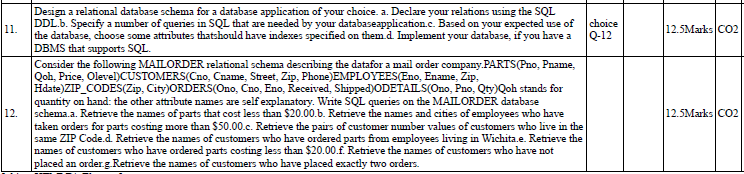 Design a relational database schema for a database application of your choice. a. Declare your relations using the SQL
DDL.b. Specify a number of queries in SQL that are needed by your databaseapplication.c. Based on your expected use of
the database, choose some attributes thatshould have indexes specified on them.d. Implement your database, if you have a
DBMS that supports SQL.
11.
choice
Q-12
12.5Marks
CO2
Consider the following MAILORDER relational schema describing the datafor a mail order company.PARTS(Pno, Pname,
Qoh, Price, Olevel)CUSTOMERS(Cno, Cname, Street, Zip, Phone)EMPLOYEES(Eno, Ename, Zip,
Hdate)ZIP_CODES(Zip, City)ORDERS(Ono, Cno, Eno, Received, Shipped)ODETAILS(Ono, Pno, Qty)Qoh stands for
quantity on hand: the other attribute names are self explanatory. Write SQL queries on the MAILORDER database
schema.a. Retrieve the names of parts that cost less than $20.00.b. Retrieve the names and cities of employees who have
taken orders for parts costing more than $50.00.c. Retrieve the pairs of customer number values of customers who live in the
same ZIP Code.d. Retrieve the names of customers who have ordered parts from employees living in Wichita.e. Retrieve the
names of customers who have ordered parts costing less than $20.00.f. Retrieve the names of customers who have not
placed an order.g.Retrieve the names of customers who have placed exactly two orders.
12.
12.5Marks
CO2